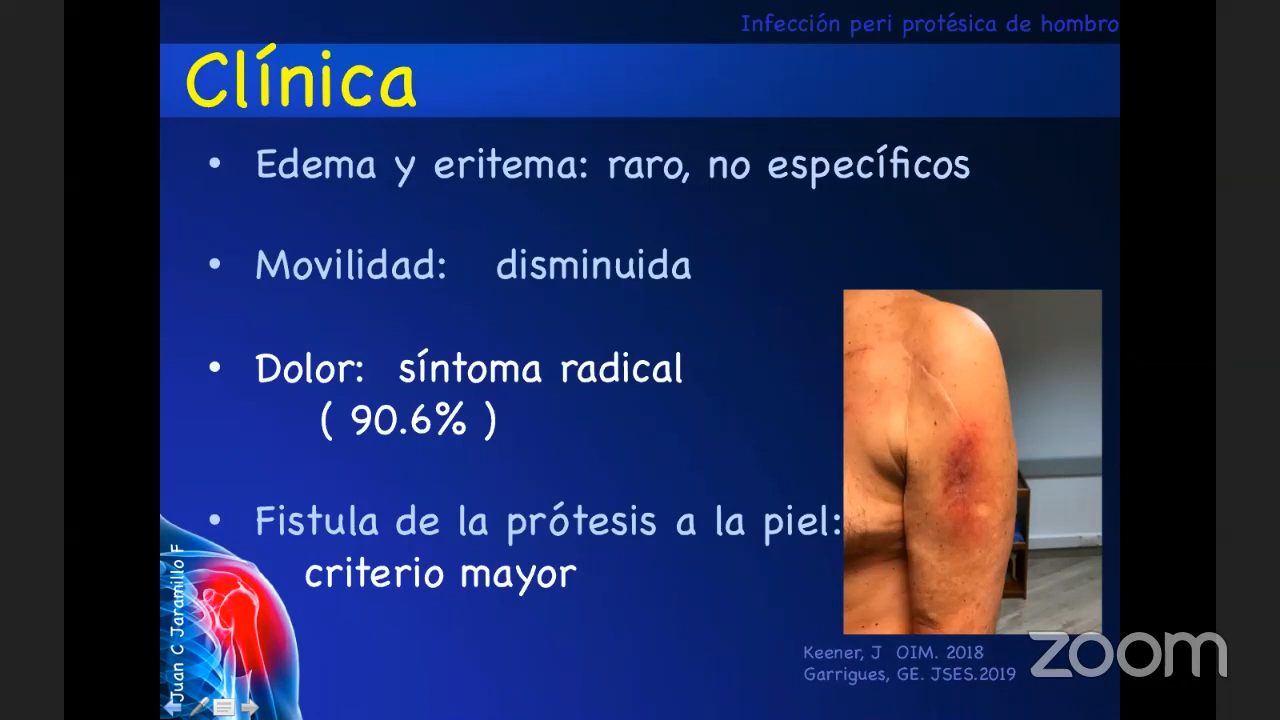 Infección peri protésica de hombro
Clínica
• Edema y eritema: raro, no específicos
• Movilidad: disminuida
• Dolor: síntoma radical
( 90.6% )
• Fistula de la prótesis a la piel:
criterio mayor
Juan C Jaramillo F
Keener, J OIM. 2018
Garrigues, GE. JSES.2019
zoom